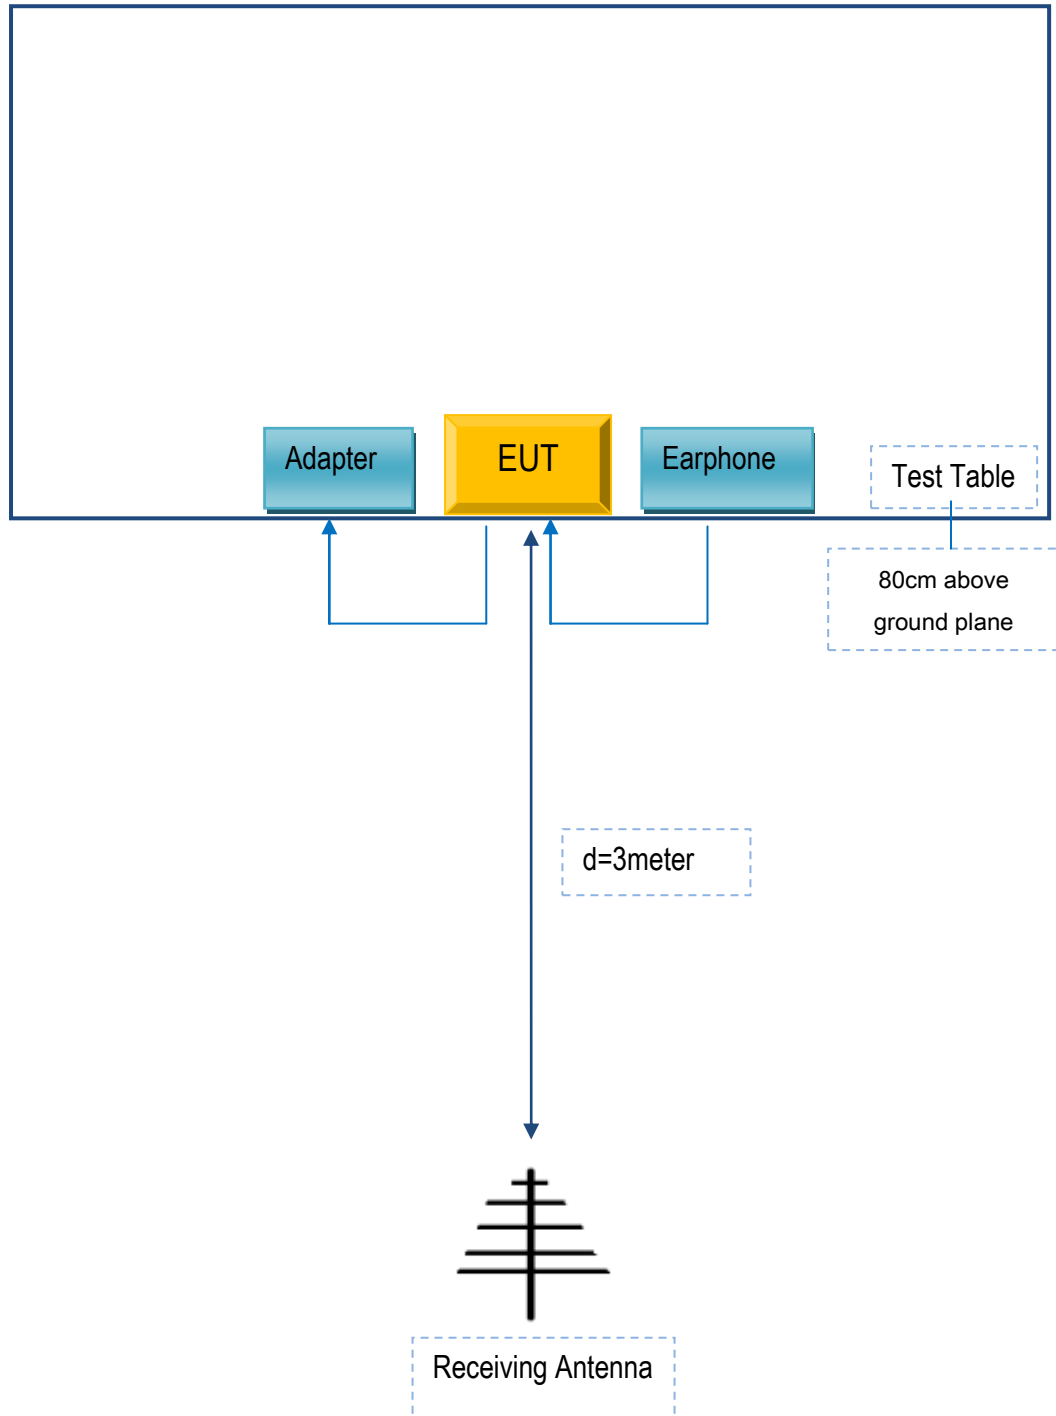 Adapter
EUT
Earphone
Test Table
80cm above
ground plane
d=3meter
Receiving Antenna